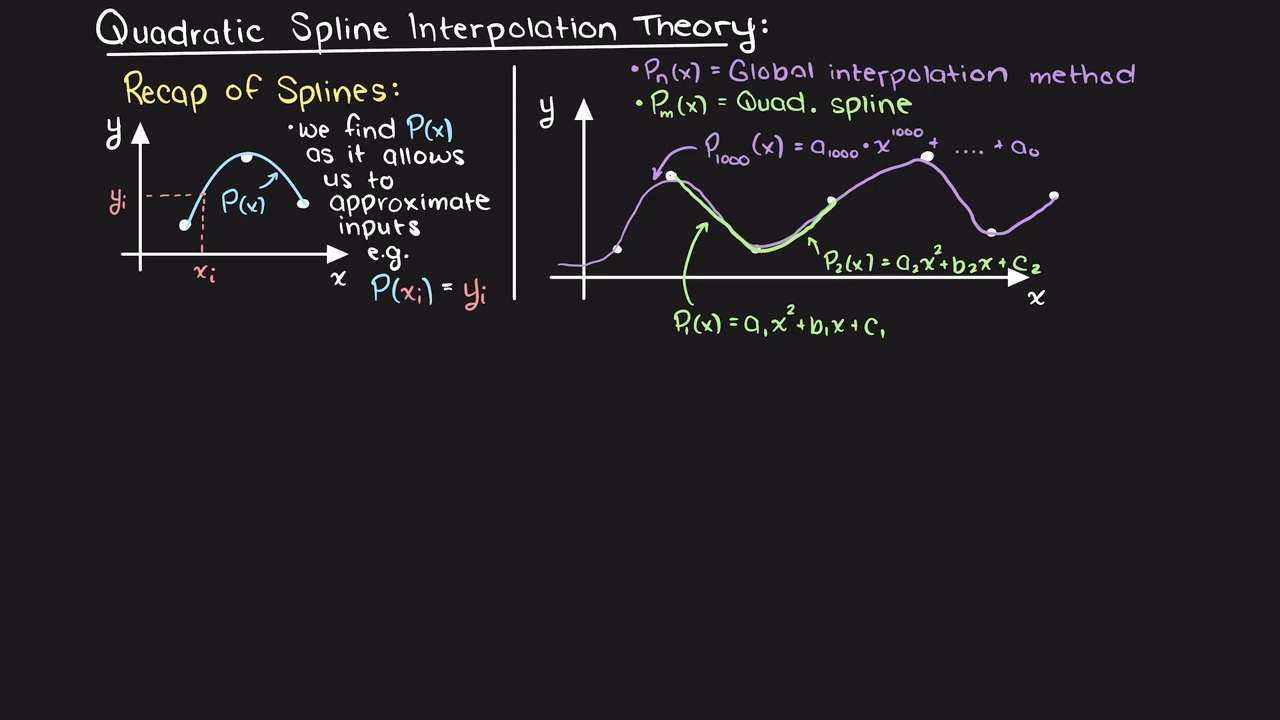 Quadratic Spline Interpolation Theory:
Recap of Splines:
y
• we find P(x)
as it allows
us to
approximate
inputs
e.g.
P(xᵢ) = yᵢ
yᵢ
P(x)
xᵢ
x
• Pₙ(x) = Global interpolation method
• Pₘ(x) = Quad. spline
y
P₁₀₀₀(x) = a₁₀₀₀ · x¹⁰⁰⁰ + .... + a₀
P₂(x) = a₂x² + b₂x + c₂
x
P₁(x) = a₁x² + b₁x + c₁